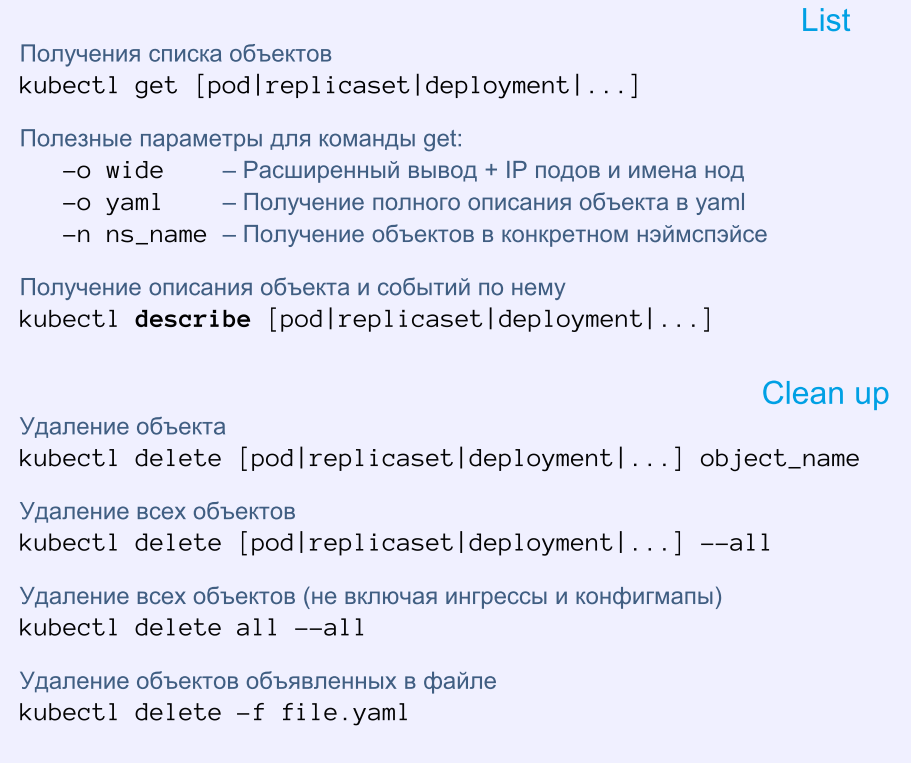 List
Получения списка объектов
kubectl get [pod|replicaset|deployment|...]
Полезные параметры для команды get:
-o wide – Расширенный вывод + IP подов и имена нод
-o yaml – Получение полного описания объекта в yaml
-n ns_name – Получение объектов в конкретном нэймспэйсе
Получение описания объекта и событий по нему
kubectl describe [pod|replicaset|deployment|...]
Clean up
Удаление объекта
kubectl delete [pod|replicaset|deployment|...] object_name
Удаление всех объектов
kubectl delete [pod|replicaset|deployment|...] --all
Удаление всех объектов (не включая ингрессы и конфигмапы)
kubectl delete all --all
Удаление объектов объявленных в файле
kubectl delete -f file.yaml